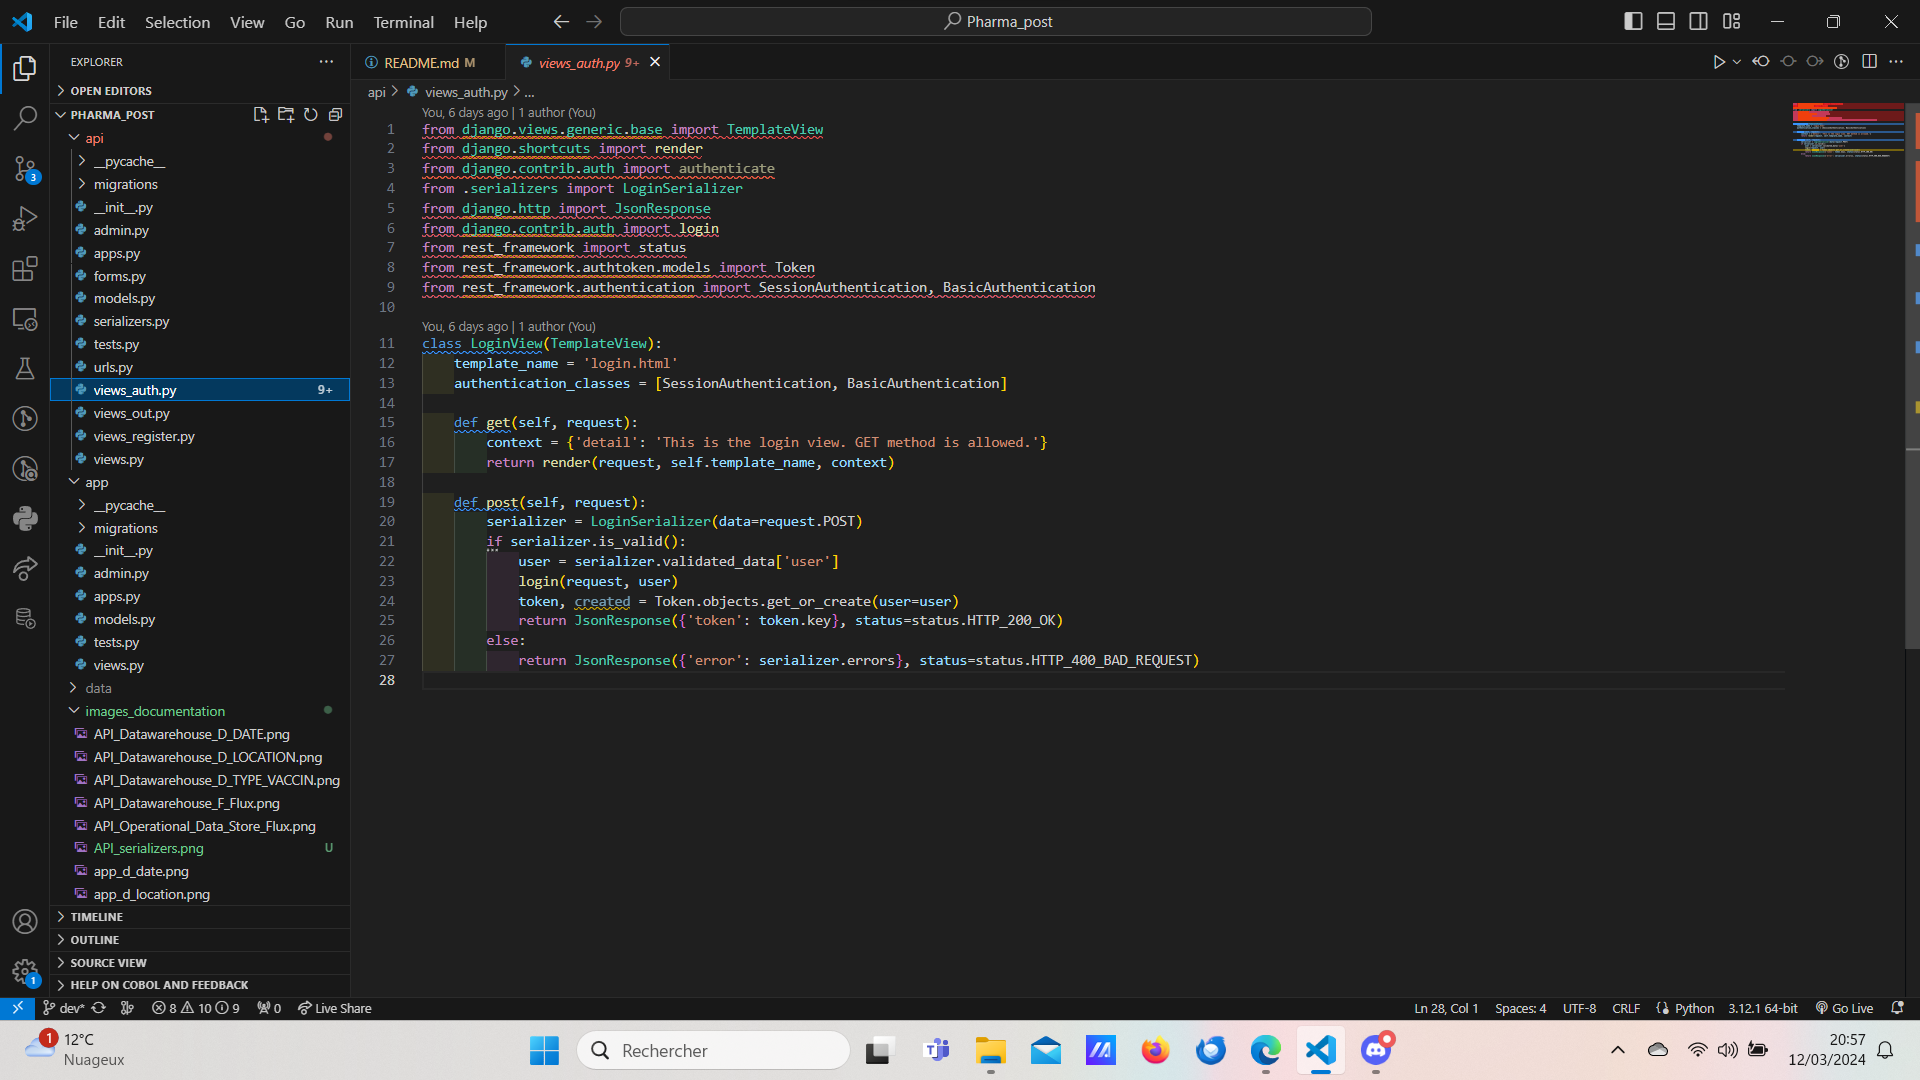 File Edit Selection View Go Run Terminal Help
Pharma_post
EXPLORER
OPEN EDITORS
PHARMA_POST
api
__pycache__
migrations
__init__.py
admin.py
apps.py
forms.py
models.py
serializers.py
tests.py
urls.py
views_auth.py 9+
views_out.py
views_register.py
views.py
app
__pycache__
migrations
__init__.py
admin.py
apps.py
models.py
tests.py
views.py
data
images_documentation
API_Datawarehouse_D_DATE.png
API_Datawarehouse_D_LOCATION.png
API_Datawarehouse_D_TYPE_VACCIN.png
API_Datawarehouse_F_Flux.png
API_Operational_Data_Store_Flux.png
API_serializers.png U
app_d_date.png
app_d_location.png
TIMELINE
OUTLINE
SOURCE VIEW
HELP ON COBOL AND FEEDBACK
3
1
README.md M
views_auth.py 9+
api > views_auth.py > ...
You, 6 days ago | 1 author (You)
1 from django.views.generic.base import TemplateView
2 from django.shortcuts import render
3 from django.contrib.auth import authenticate
4 from .serializers import LoginSerializer
5 from django.http import JsonResponse
6 from django.contrib.auth import login
7 from rest_framework import status
8 from rest_framework.authtoken.models import Token
9 from rest_framework.authentication import SessionAuthentication, BasicAuthentication
10
You, 6 days ago | 1 author (You)
11 class LoginView(TemplateView):
12 template_name = 'login.html'
13 authentication_classes = [SessionAuthentication, BasicAuthentication]
14
15 def get(self, request):
16 context = {'detail': 'This is the login view. GET method is allowed.'}
17 return render(request, self.template_name, context)
18
19 def post(self, request):
20 serializer = LoginSerializer(data=request.POST)
21 if serializer.is_valid():
22 user = serializer.validated_data['user']
23 login(request, user)
24 token, created = Token.objects.get_or_create(user=user)
25 return JsonResponse({'token': token.key}, status=status.HTTP_200_OK)
26 else:
27 return JsonResponse({'error': serializer.errors}, status=status.HTTP_400_BAD_REQUEST)
28
dev* 8 10 9 0 Live Share
Ln 28, Col 1 Spaces: 4 UTF-8 CRLF Python 3.12.1 64-bit Go Live
1
12°C
Nuageux
Rechercher
20:57
12/03/2024